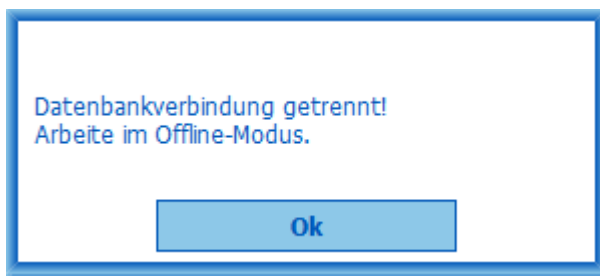 Datenbankverbindung getrennt!
Arbeite im Offline-Modus.
Ok